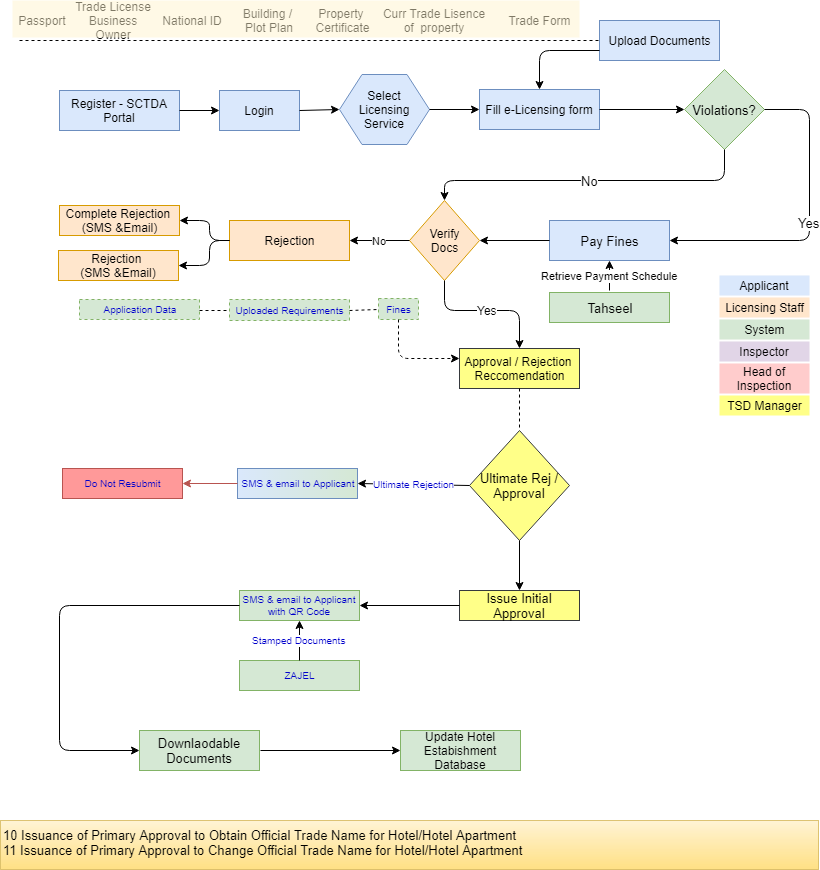 Passport
Trade License
Business
Owner
National ID
Building /
Plot Plan
Property
Certificate
Curr Trade Lisence
of property
Trade Form
Upload Documents
Register - SCTDA
Portal
Login
Select
Licensing
Service
Fill e-Licensing form
Violations?
No
Yes
Complete Rejection
(SMS &Email)
Rejection
(SMS &Email)
Rejection
No
Verify
Docs
Pay Fines
Retrieve Payment Schedule
Tahseel
Application Data
Uploaded Requirements
Fines
Yes
Approval / Rejection
Reccomendation
Applicant
Licensing Staff
System
Inspector
Head of
Inspection
TSD Manager
Do Not Resubmit
SMS & email to Applicant
Ultimate Rejection
Ultimate Rej /
Approval
SMS & email to Applicant
with QR Code
Issue Initial
Approval
Stamped Documents
ZAJEL
Downlaodable
Documents
Update Hotel
Estabishment
Database
10 Issuance of Primary Approval to Obtain Official Trade Name for Hotel/Hotel Apartment
11 Issuance of Primary Approval to Change Official Trade Name for Hotel/Hotel Apartment